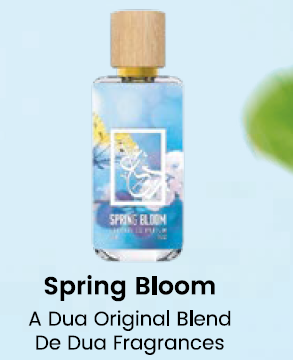 SPRING BLOOM
Spring Bloom
A Dua Original Blend
De Dua Fragrances